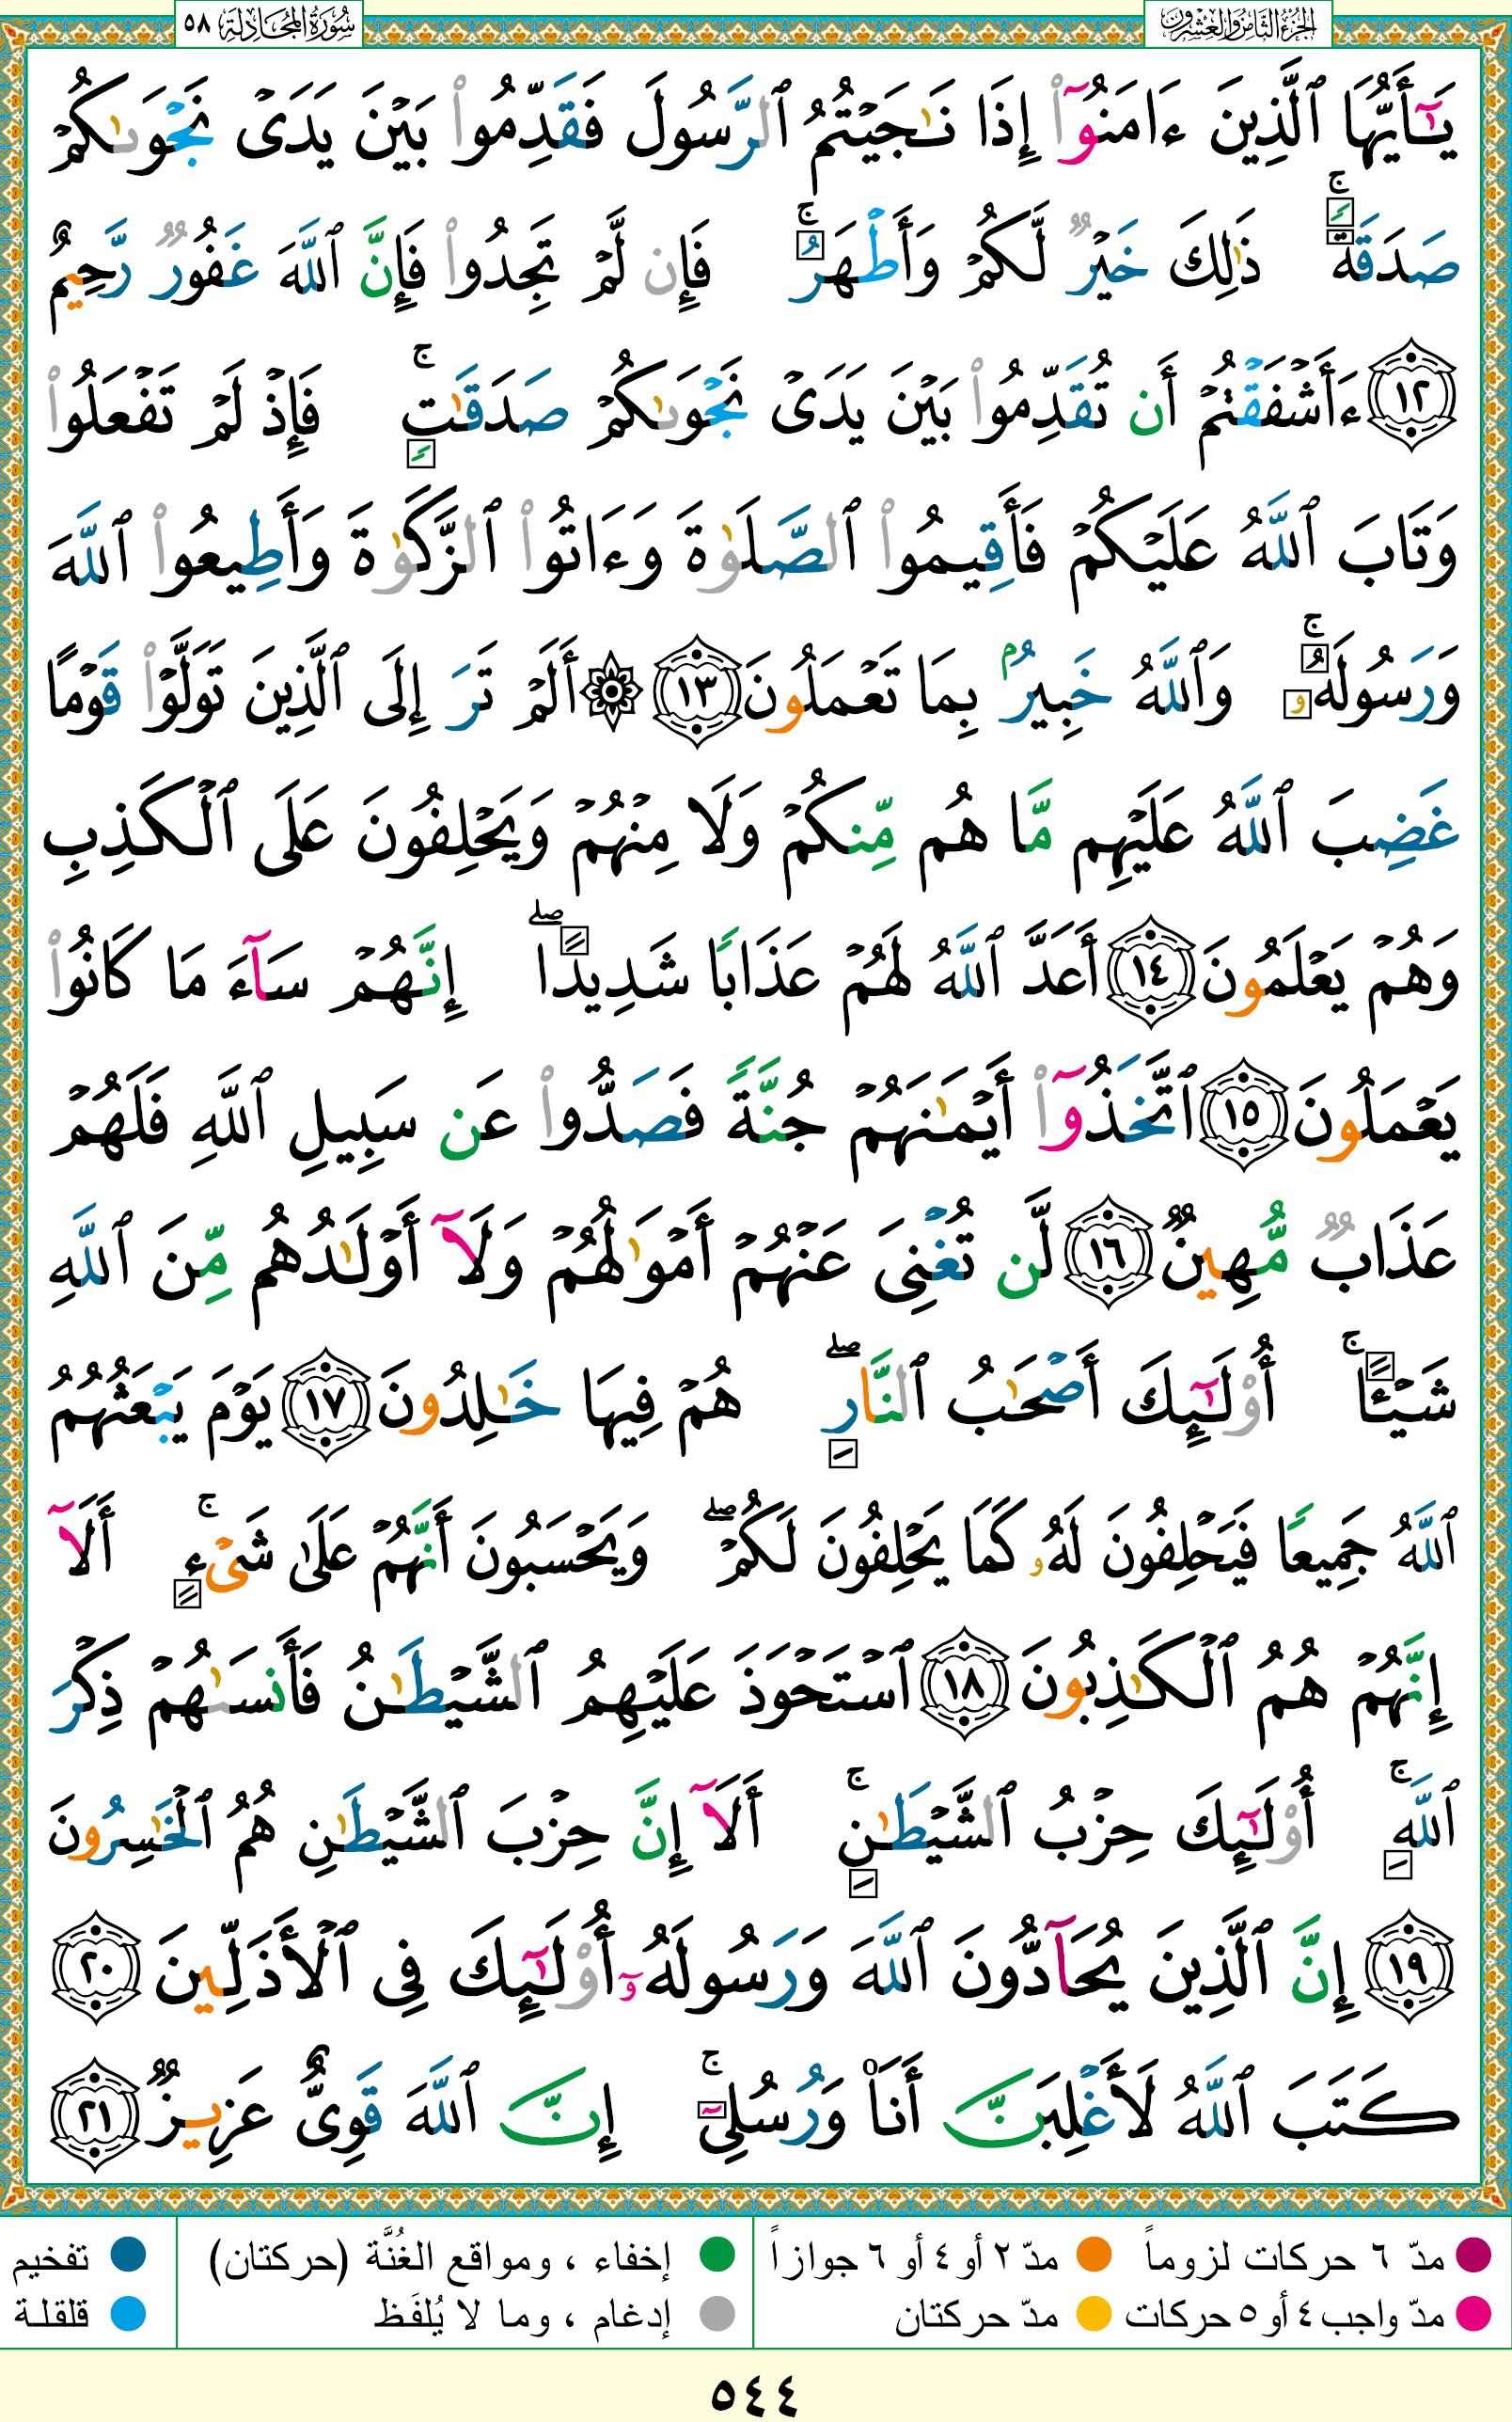 الجزء الثامن والعشرون
سورة المجادلة ٥٨
يَـٰٓأَيُّهَا ٱلَّذِينَ ءَامَنُوٓا۟ إِذَا نَـٰجَيْتُمُ ٱلرَّسُولَ فَقَدِّمُوا۟ بَيْنَ يَدَىْ نَجْوَىٰكُمْ
صَدَقَةً ۚ ذَٰلِكَ خَيْرٌ لَّكُمْ وَأَطْهَرُ ۚ فَإِن لَّمْ تَجِدُوا۟ فَإِنَّ ٱللَّهَ غَفُورٌ رَّحِيمٌ
١٢ ءَأَشْفَقْتُمْ أَن تُقَدِّمُوا۟ بَيْنَ يَدَىْ نَجْوَىٰكُمْ صَدَقَـٰتٍ ۚ فَإِذْ لَمْ تَفْعَلُوا۟
وَتَابَ ٱللَّهُ عَلَيْكُمْ فَأَقِيمُوا۟ ٱلصَّلَوٰةَ وَءَاتُوا۟ ٱلزَّكَوٰةَ وَأَطِيعُوا۟ ٱللَّهَ
وَرَسُولَهُۥ ۚ وَٱللَّهُ خَبِيرٌۢ بِمَا تَعْمَلُونَ ١٣ ۞ أَلَمْ تَرَ إِلَى ٱلَّذِينَ تَوَلَّوْا۟ قَوْمًا
غَضِبَ ٱللَّهُ عَلَيْهِم مَّا هُم مِّنكُمْ وَلَا مِنْهُمْ وَيَحْلِفُونَ عَلَى ٱلْكَذِبِ
وَهُمْ يَعْلَمُونَ ١٤ أَعَدَّ ٱللَّهُ لَهُمْ عَذَابًا شَدِيدًا ۖ إِنَّهُمْ سَآءَ مَا كَانُوا۟
يَعْمَلُونَ ١٥ ٱتَّخَذُوٓا۟ أَيْمَـٰنَهُمْ جُنَّةً فَصَدُّوا۟ عَن سَبِيلِ ٱللَّهِ فَلَهُمْ
عَذَابٌ مُّهِينٌ ١٦ لَّن تُغْنِىَ عَنْهُمْ أَمْوَٰلُهُمْ وَلَآ أَوْلَـٰدُهُم مِّنَ ٱللَّهِ
شَيْـًٔا ۚ أُو۟لَـٰٓئِكَ أَصْحَـٰبُ ٱلنَّارِ ۖ هُمْ فِيهَا خَـٰلِدُونَ ١٧ يَوْمَ يَبْعَثُهُمُ
ٱللَّهُ جَمِيعًا فَيَحْلِفُونَ لَهُۥ كَمَا يَحْلِفُونَ لَكُمْ ۖ وَيَحْسَبُونَ أَنَّهُمْ عَلَىٰ شَىْءٍ ۚ أَلَآ
إِنَّهُمْ هُمُ ٱلْكَـٰذِبُونَ ١٨ ٱسْتَحْوَذَ عَلَيْهِمُ ٱلشَّيْطَـٰنُ فَأَنسَىٰهُمْ ذِكْرَ
ٱللَّهِ ۚ أُو۟لَـٰٓئِكَ حِزْبُ ٱلشَّيْطَـٰنِ ۚ أَلَآ إِنَّ حِزْبَ ٱلشَّيْطَـٰنِ هُمُ ٱلْخَـٰسِرُونَ
١٩ إِنَّ ٱلَّذِينَ يُحَآدُّونَ ٱللَّهَ وَرَسُولَهُۥٓ أُو۟لَـٰٓئِكَ فِى ٱلْأَذَلِّينَ ٢٠
كَتَبَ ٱللَّهُ لَأَغْلِبَنَّ أَنَا۠ وَرُسُلِىٓ ۚ إِنَّ ٱللَّهَ قَوِىٌّ عَزِيزٌ ٢١
مدّ ٦ حركات لزوماً مدّ ٢ أو ٤ أو ٦ جوازاً إخفاء ، ومواقع الغُنَّة (حركتان) تفخيم
مدّ واجب ٤ أو ٥ حركات مدّ حركتان إدغام ، وما لا يُلفَظ قلقلة
٥٤٤